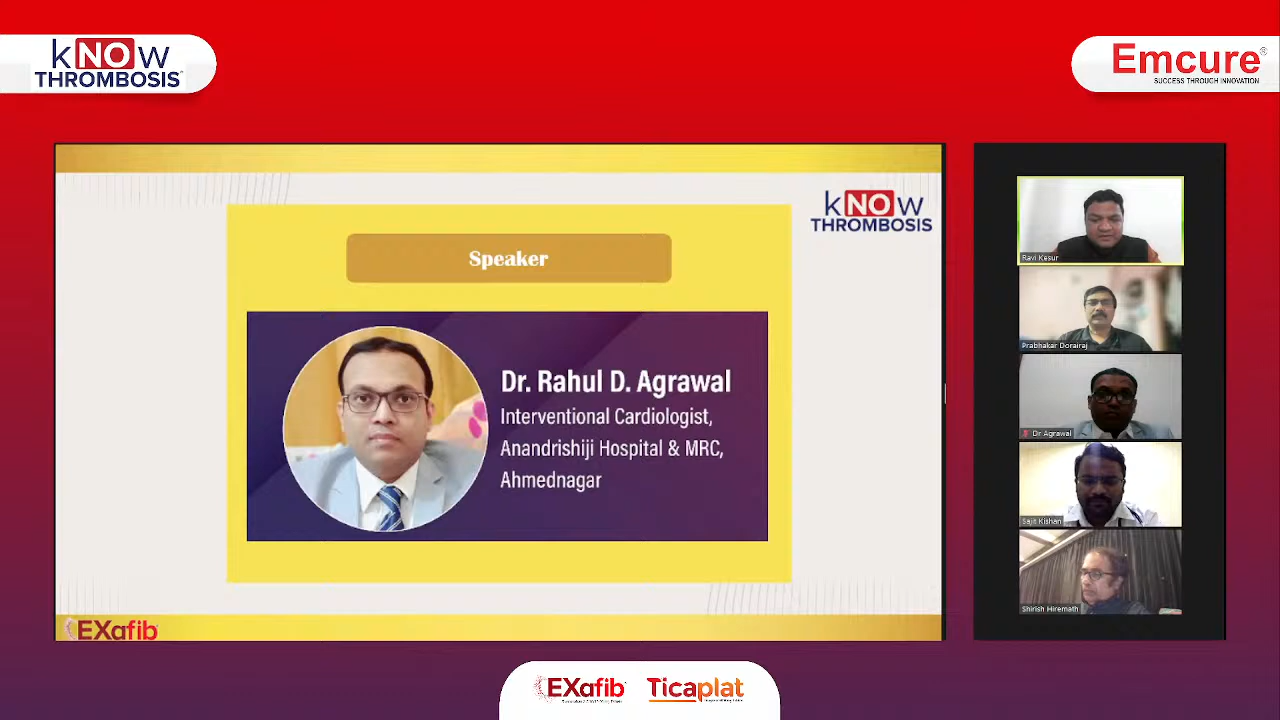 kNOw
THROMBOSIS
Emcure®
SUCCESS THROUGH INNOVATION
kNOw
THROMBOSIS
Speaker
Dr. Rahul D. Agrawal
Interventional Cardiologist,
Anandrishiji Hospital & MRC,
Ahmednagar
EXafib
Ravi Kesur
Prabhakar Dorairaj
Dr Agrawal
Sajit Kishan
Shirish Hiremath
EXafib
Ticaplat